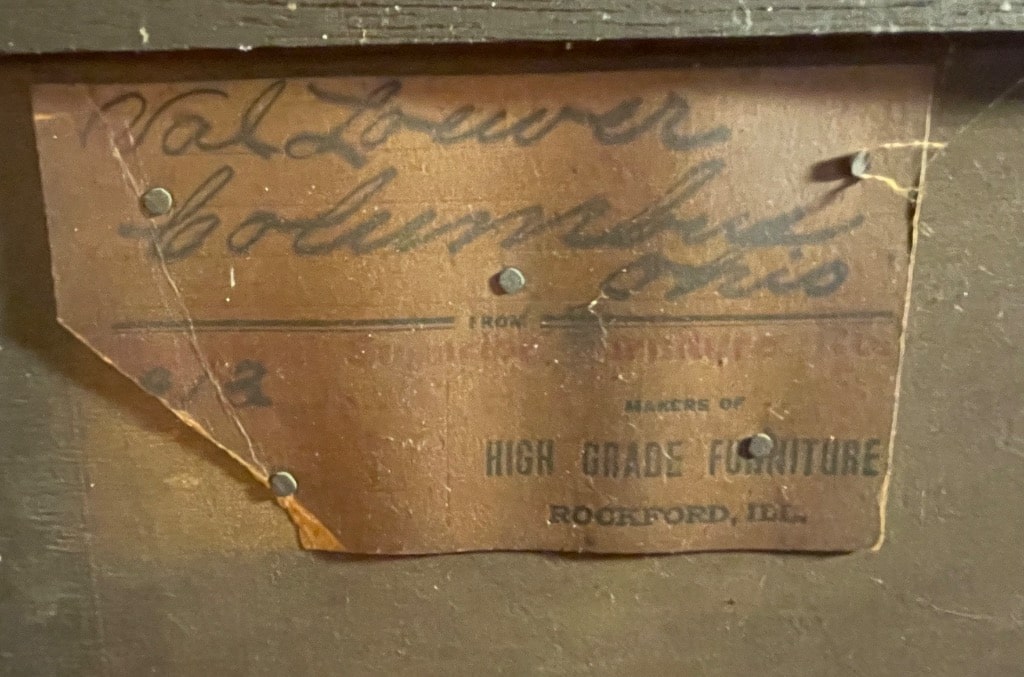 Val Loewer
Columbus
Ohio
FROM
MAKERS OF
HIGH GRADE FURNITURE
ROCKFORD, ILL.